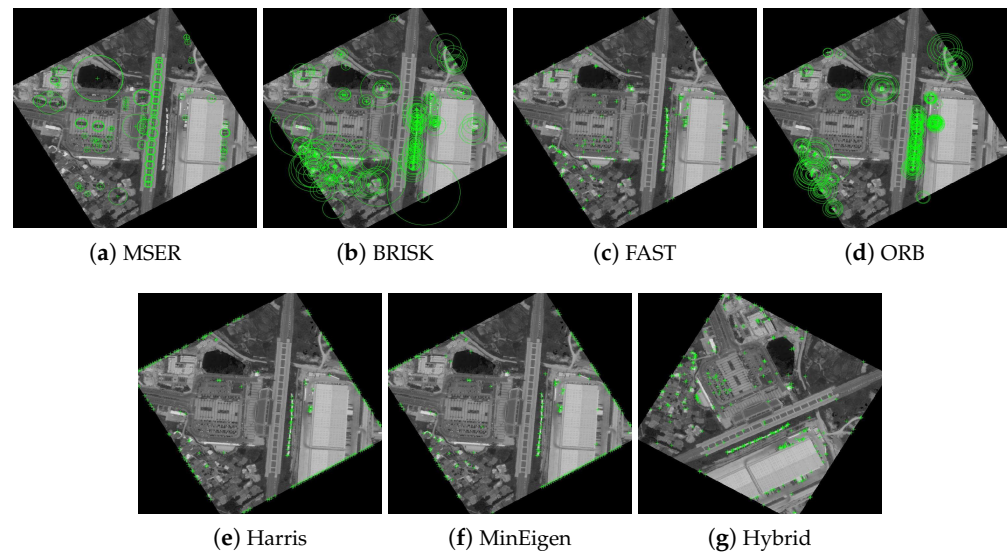 (a) MSER
(b) BRISK
(c) FAST
(d) ORB
(e) Harris
(f) MinEigen
(g) Hybrid